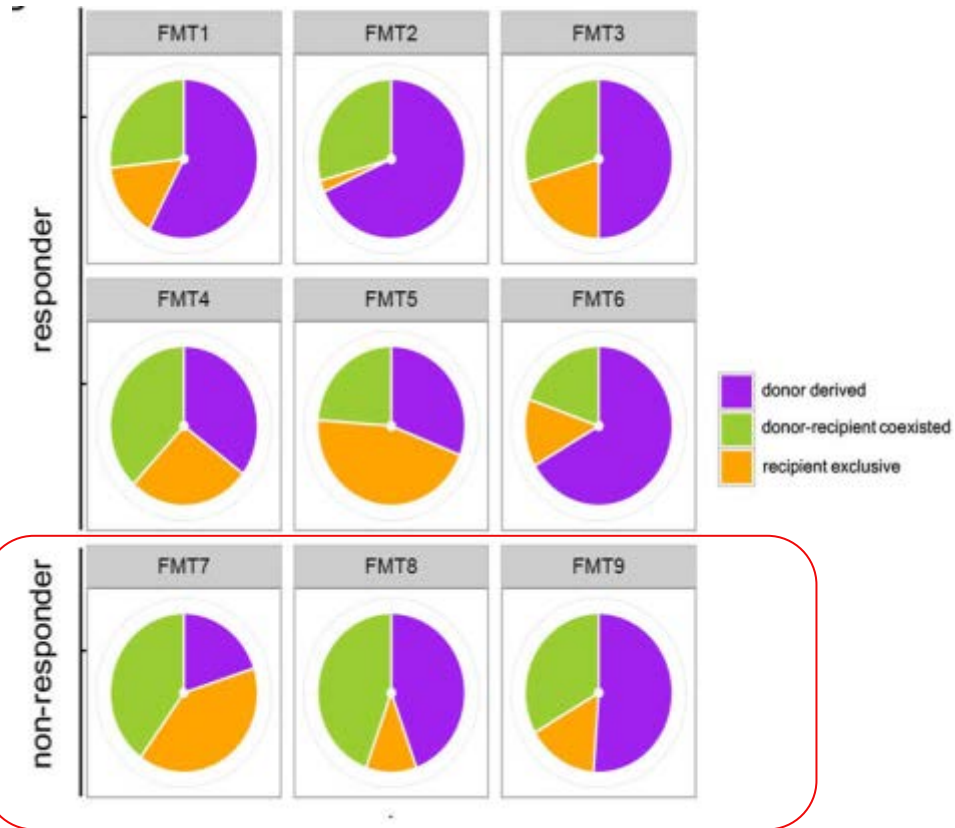 FMT1 FMT2 FMT3
responder
FMT4 FMT5 FMT6
donor derived
donor-recipient coexisted
recipient exclusive
non-responder
FMT7 FMT8 FMT9